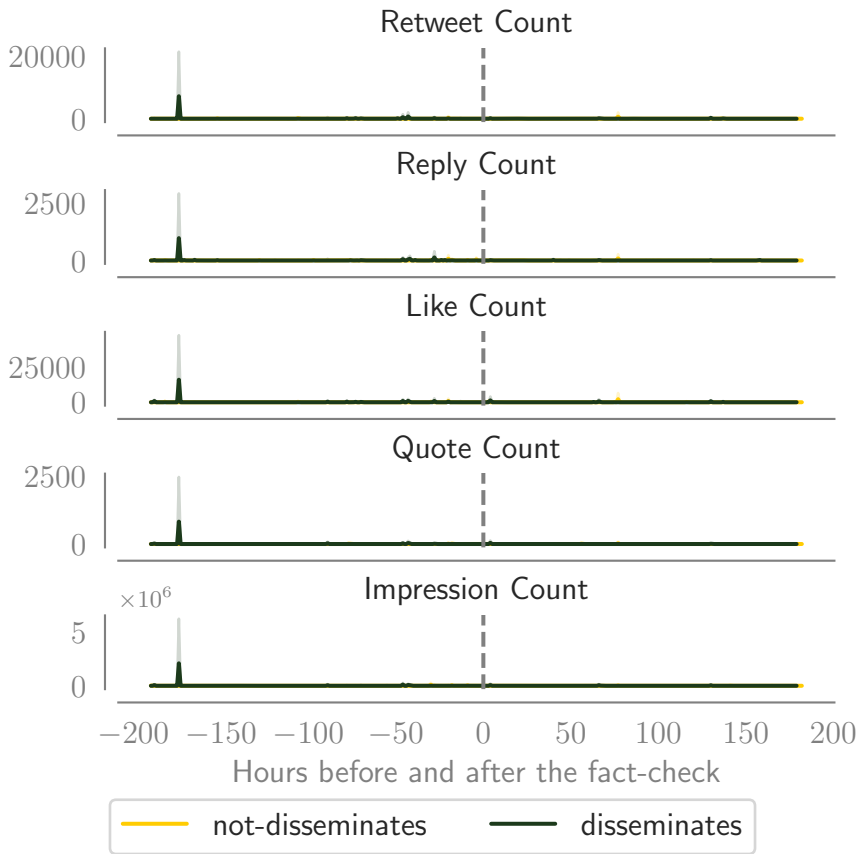 Retweet Count
20000
0
Reply Count
2500
0
Like Count
25000
0
Quote Count
2500
0
Impression Count
×10⁶
5
0
−200 −150 −100 −50 0 50 100 150 200
Hours before and after the fact-check
not-disseminates disseminates